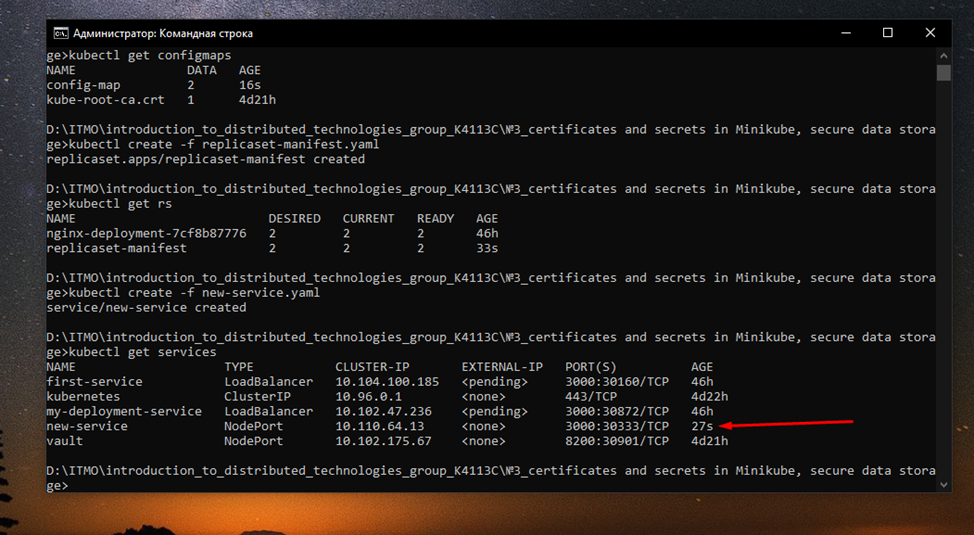 Администратор: Командная строка
ge>kubectl get configmaps
NAME DATA AGE
config-map 2 16s
kube-root-ca.crt 1 4d21h
D:\ITMO\introduction_to_distributed_technologies_group_K4113C\№3_certificates and secrets in Minikube, secure data stora
ge>kubectl create -f replicaset-manifest.yaml
replicaset.apps/replicaset-manifest created
D:\ITMO\introduction_to_distributed_technologies_group_K4113C\№3_certificates and secrets in Minikube, secure data stora
ge>kubectl get rs
NAME DESIRED CURRENT READY AGE
nginx-deployment-7cf8b87776 2 2 2 46h
replicaset-manifest 2 2 2 33s
D:\ITMO\introduction_to_distributed_technologies_group_K4113C\№3_certificates and secrets in Minikube, secure data stora
ge>kubectl create -f new-service.yaml
service/new-service created
D:\ITMO\introduction_to_distributed_technologies_group_K4113C\№3_certificates and secrets in Minikube, secure data stora
ge>kubectl get services
NAME TYPE CLUSTER-IP EXTERNAL-IP PORT(S) AGE
first-service LoadBalancer 10.104.100.185 <pending> 3000:30160/TCP 46h
kubernetes ClusterIP 10.96.0.1 <none> 443/TCP 4d22h
my-deployment-service LoadBalancer 10.102.47.236 <pending> 3000:30872/TCP 46h
new-service NodePort 10.110.64.13 <none> 3000:30333/TCP 27s
vault NodePort 10.102.175.67 <none> 8200:30901/TCP 4d21h
D:\ITMO\introduction_to_distributed_technologies_group_K4113C\№3_certificates and secrets in Minikube, secure data stora
ge>